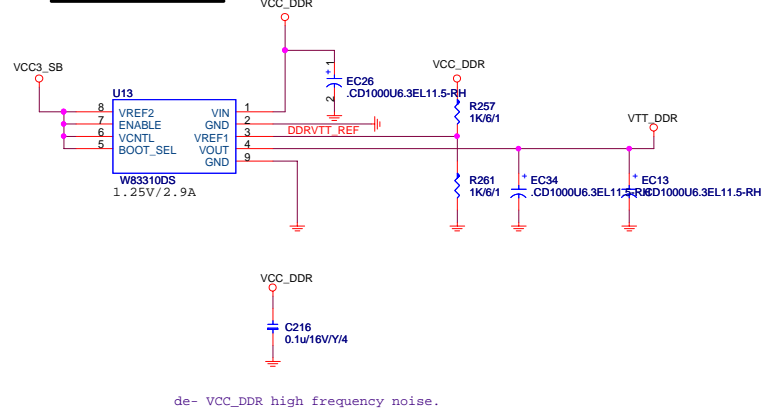 VCC_DDR
VCC3_SB
VCC_DDR
1
EC26
.CD1000U6.3EL11.5-RH
2
U13
R257
1K/6/1
VTT_DDR
8 VREF2 VIN 1
7 ENABLE GND 2
6 VCNTL VREF1 3
5 BOOT_SEL VOUT 4
GND 9
DDRVTT_REF
W83310DS
1.25V/2.9A
R261
1K/6/1
EC34
.CD1000U6.3EL11.5-RH
EC13
.CD1000U6.3EL11.5-RH
VCC_DDR
C216
0.1u/16V/Y/4
de- VCC_DDR high frequency noise.